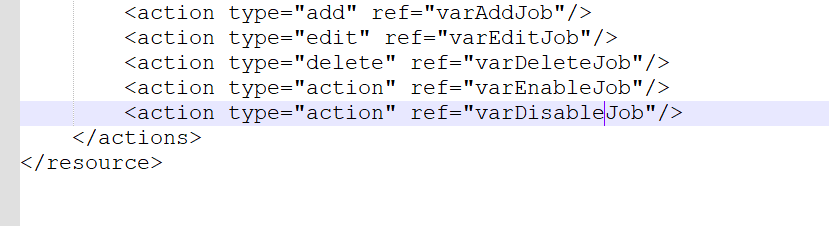 <action type="add" ref="varAddJob"/>
<action type="edit" ref="varEditJob"/>
<action type="delete" ref="varDeleteJob"/>
<action type="action" ref="varEnableJob"/>
<action type="action" ref="varDisableJob"/>
</actions>
</resource>